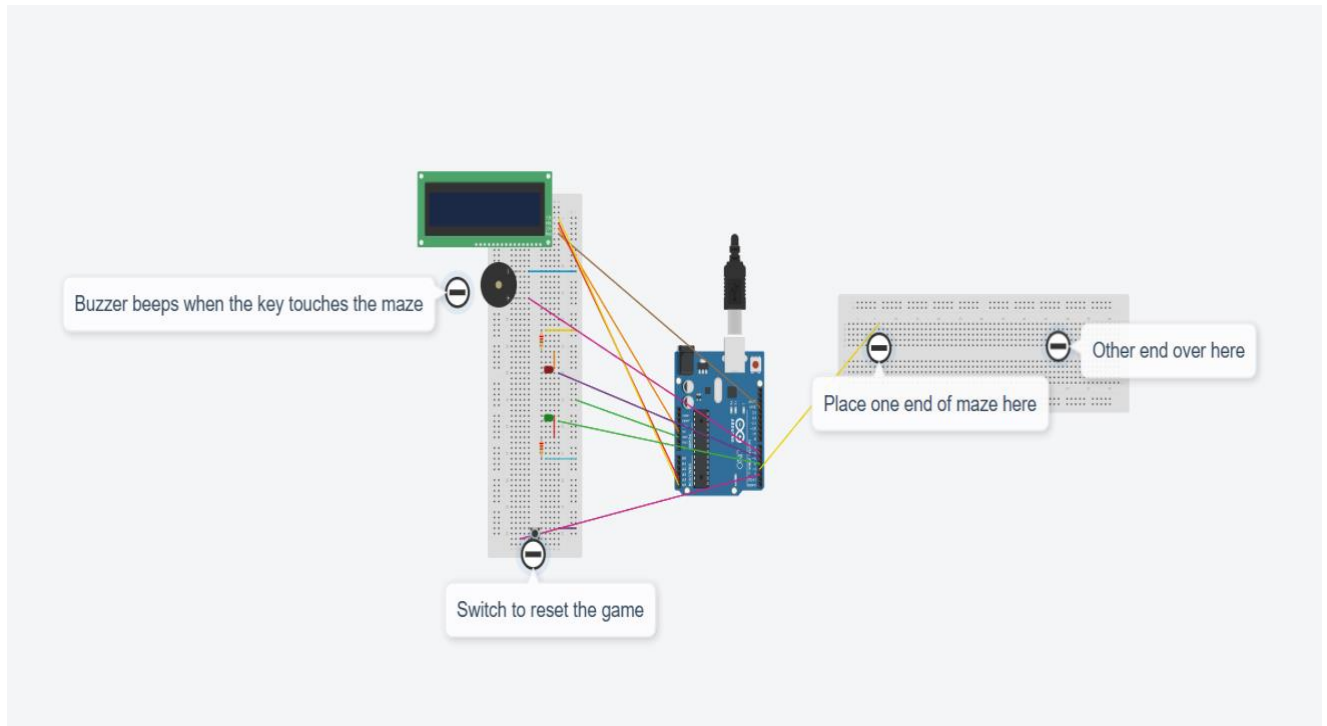 Buzzer beeps when the key touches the maze
Other end over here
Place one end of maze here
Switch to reset the game